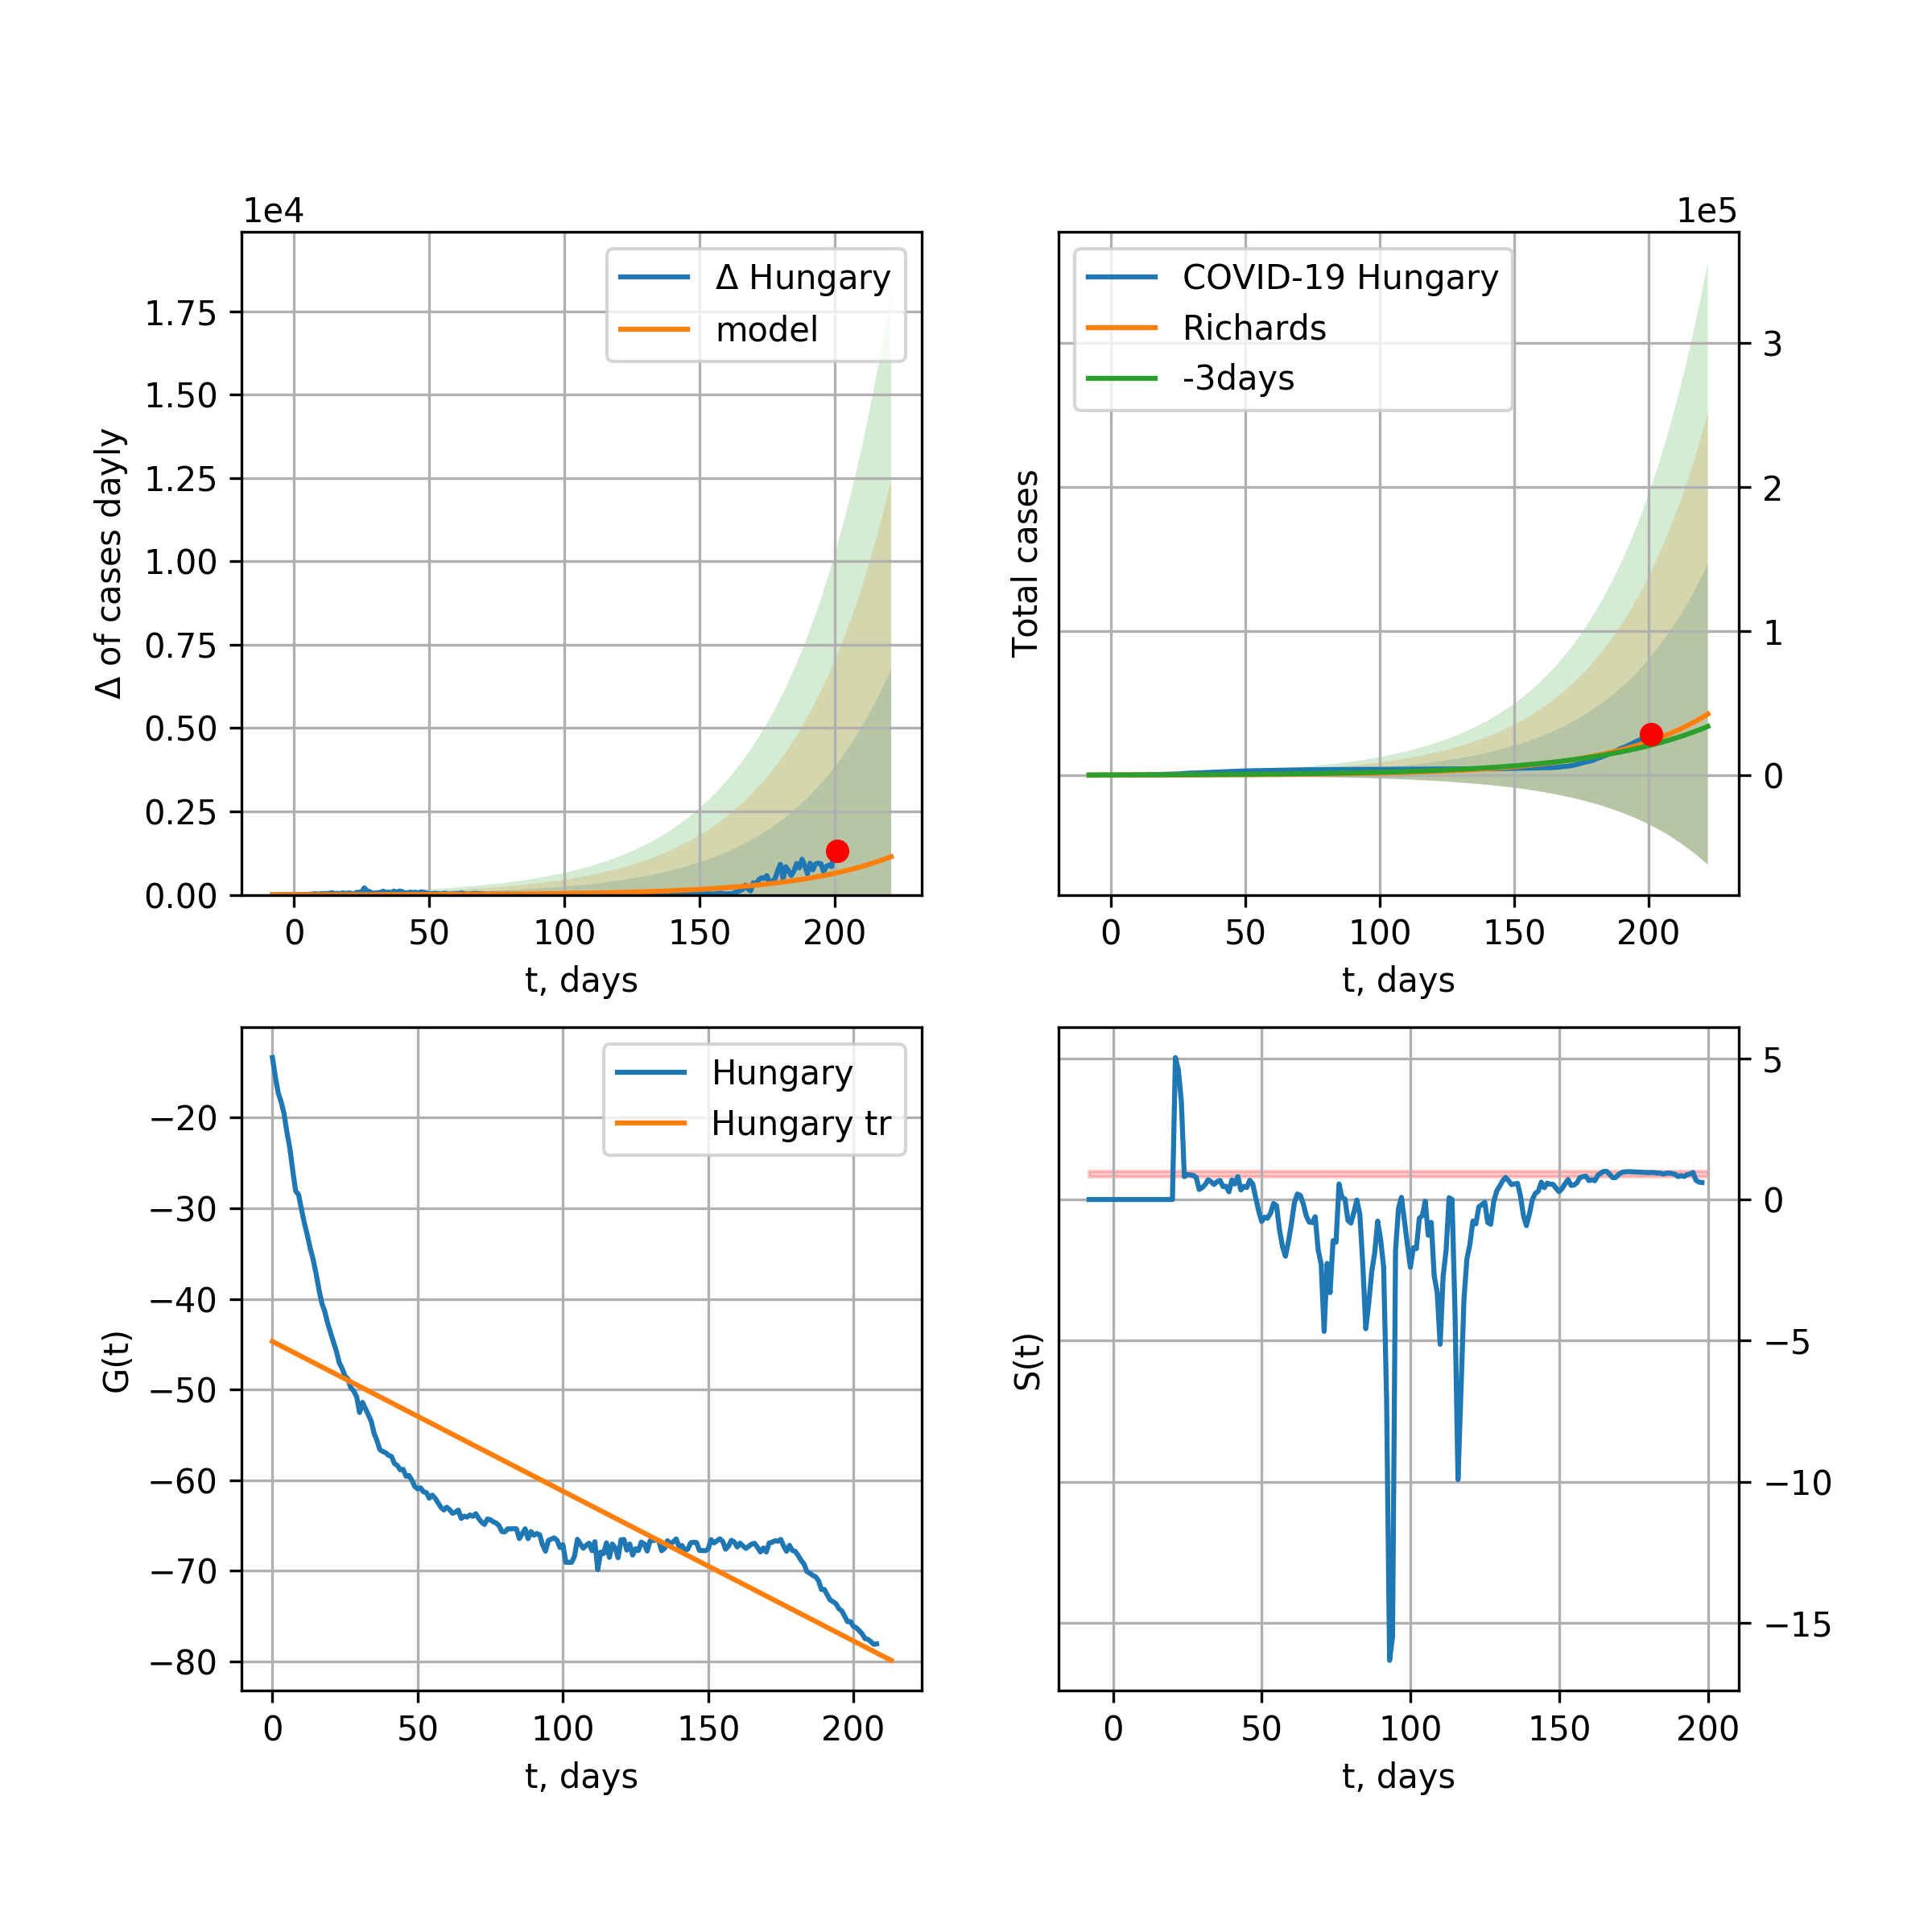 1e4
Δ of cases dayly
1.75
1.50
1.25
1.00
0.75
0.50
0.25
0.00
0 50 100 150 200
t, days
Δ Hungary
model
1e5
Total cases
3
2
1
0
0 50 100 150 200
t, days
COVID-19 Hungary
Richards
-3days
G(t)
−20
−30
−40
−50
−60
−70
−80
0 50 100 150 200
t, days
Hungary
Hungary tr
S(t)
5
0
−5
−10
−15
0 50 100 150 200
t, days